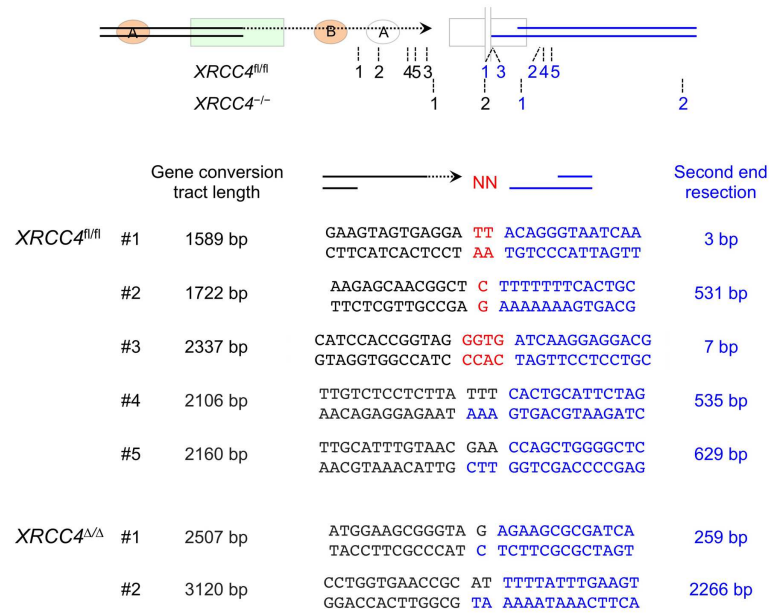 A B A
XRCC4fl/fl 1 2 4 5 3 1 3 2 4 5
XRCC4−/− 1 2 1 2
Gene conversion
tract length
NN
Second end
resection
XRCC4fl/fl #1 1589 bp GAAGTAGTGAGGA TT ACAGGGTAATCAA 3 bp
CTTCATCACTCCT AA TGTCCCATTAGTT
#2 1722 bp AAGAGCAACGGCT C TTTTTTTCACTGC 531 bp
TTCTCGTTGCCGA G AAAAAAAGTGACG
#3 2337 bp CATCCACCGGTAG GGTG ATCAAGGAGGACG 7 bp
GTAGGTGGCCATC CCAC TAGTTCCTCCTGC
#4 2106 bp TTGTCTCCTCTTA TTT CACTGCATTCTAG 535 bp
AACAGAGGAGAAT AAA GTGACGTAAGATC
#5 2160 bp TTGCATTTGTAAC GAA CCAGCTGGGGCTC 629 bp
AACGTAAACATTG CTT GGTCGACCCCGAG
XRCC4Δ/Δ #1 2507 bp ATGGAAGCGGGTA G AGAAGCGCGATCA 259 bp
TACCTTCGCCCAT C TCTTCGCGCTAGT
#2 3120 bp CCTGGTGAACCGC AT TTTTATTTGAAGT 2266 bp
GGACCACTTGGCG TA AAAATAAACTTCA